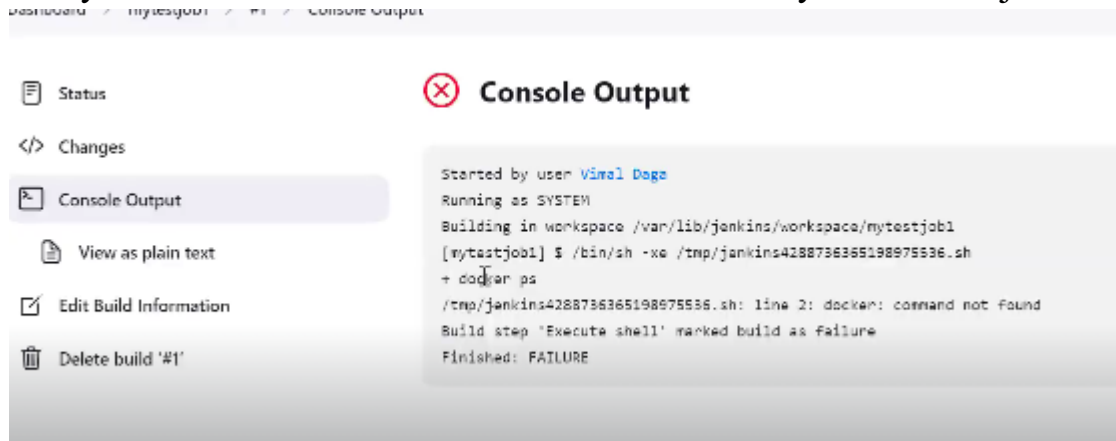 Dashboard > mytestjob1 > #1 > Console Output
Status
Changes
Console Output
View as plain text
Edit Build Information
Delete build '#1'
Console Output
Started by user Vimal Daga
Running as SYSTEM
Building in workspace /var/lib/jenkins/workspace/mytestjob1
[mytestjob1] $ /bin/sh -xe /tmp/jenkins4288736365198975536.sh
+ docker ps
/tmp/jenkins4288736365198975536.sh: line 2: docker: command not found
Build step 'Execute shell' marked build as failure
Finished: FAILURE